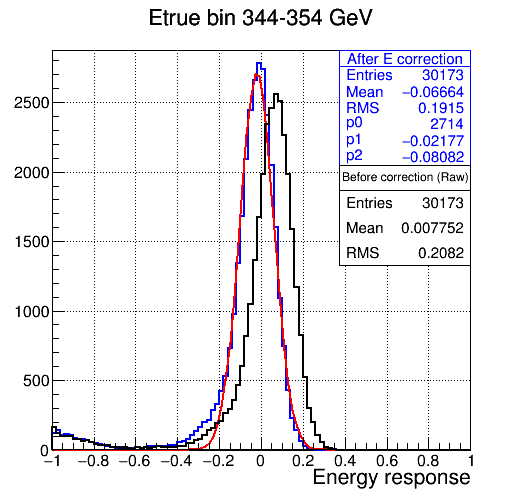 Etrue bin 344-354 GeV
After E correction
Entries 30173
Mean −0.06664
RMS 0.1915
p0 2714
p1 −0.02177
p2 −0.08082
Before correction (Raw)
Entries 30173
Mean 0.007752
RMS 0.2082
2500
2000
1500
1000
500
0
−1 −0.8 −0.6 −0.4 −0.2 0 0.2 0.4 0.6 0.8 1
Energy response